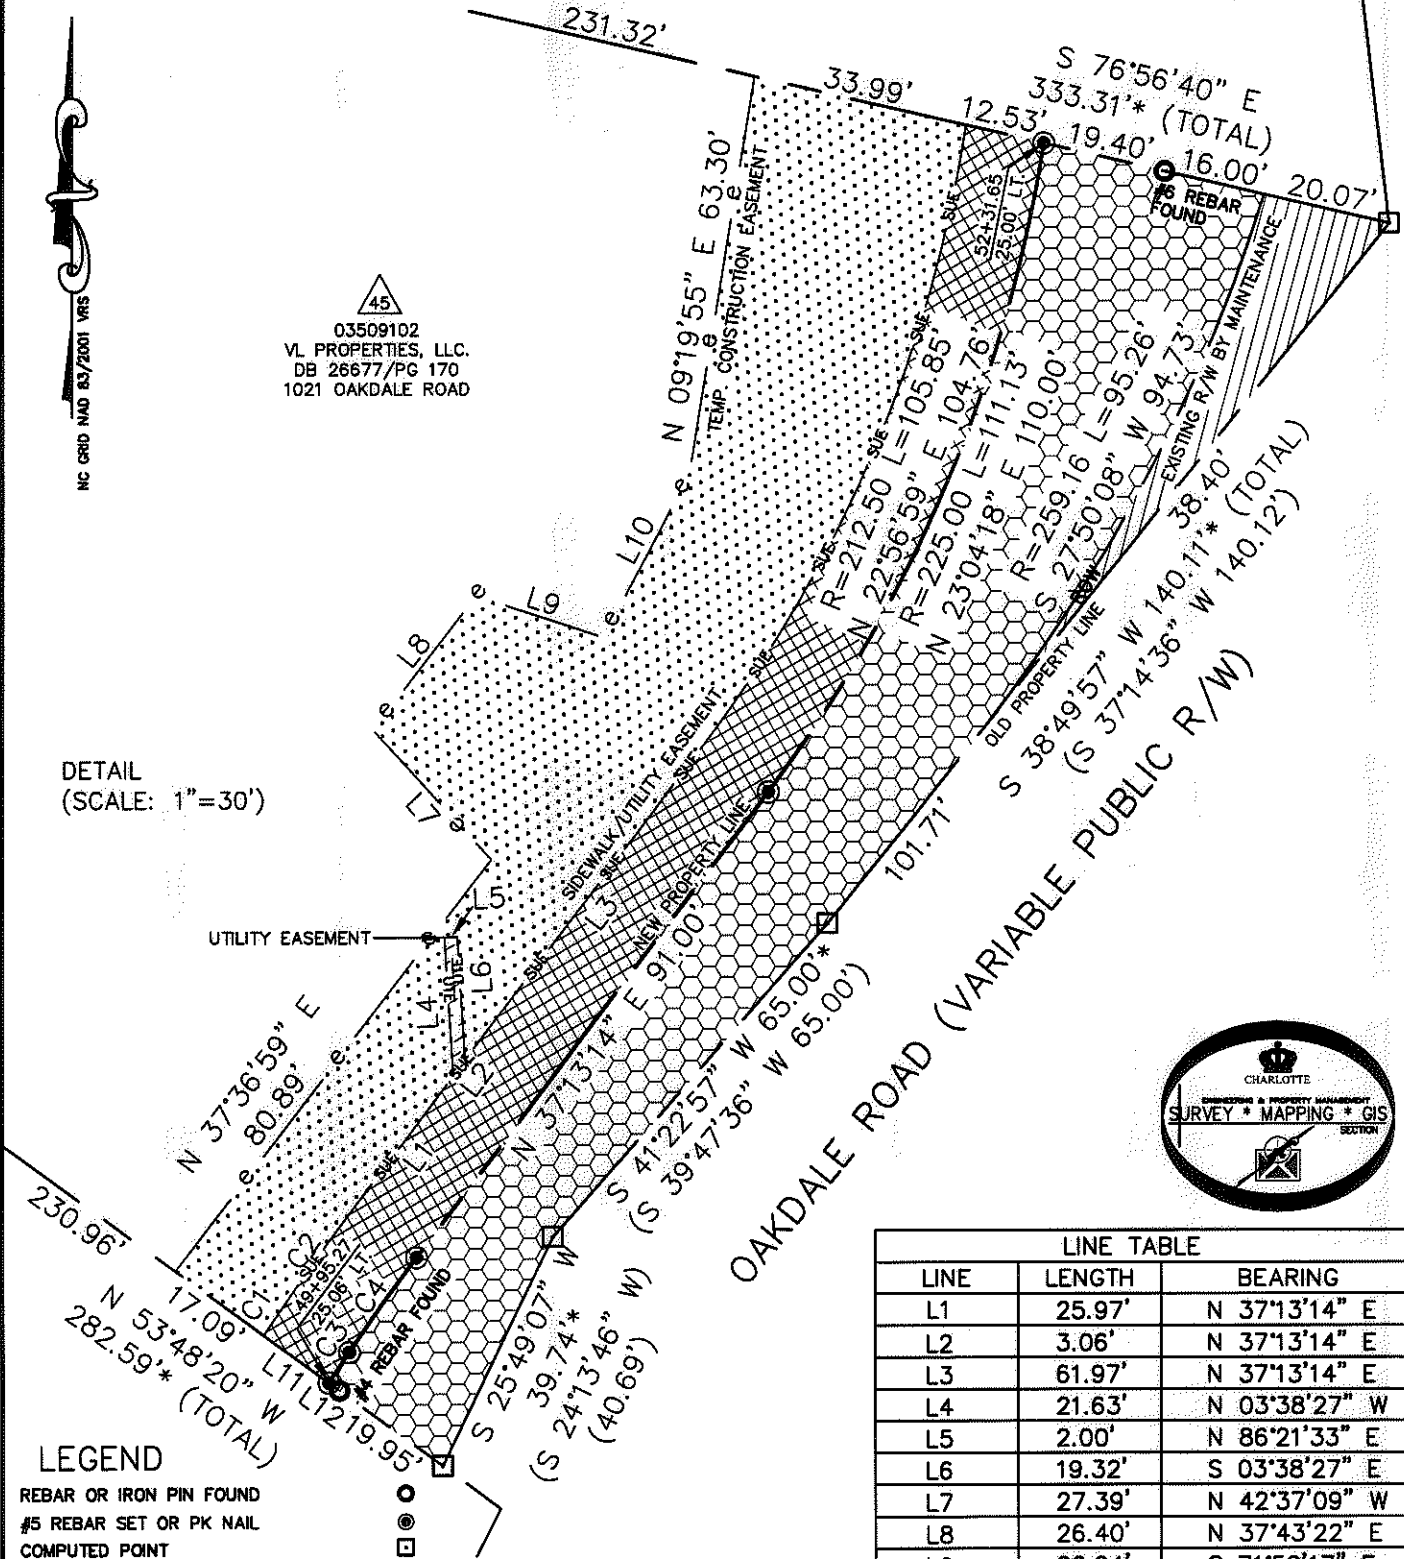 231.32'
33.99'
12.53'
S 76°56'40" E
333.31'* (TOTAL)
19.40'
16.00'
20.07'
#6 REBAR
FOUND
52+31.65
25.00' LT.
NC GRID NAD 83/2001 VRS
45
03509102
VL PROPERTIES, LLC.
DB 26677/PG 170
1021 OAKDALE ROAD
N 09°19'55" E 63.30'
TEMP. CONSTRUCTION EASEMENT
e
e
e
e
e
e
e
e
e
e
e
SUE
SUE
SUE
SUE
SUE
SUE
SUE
SUE
SUE
SUE
SUE
R=212.50 L=105.85'
N 22°56'59" E 104.76'
R=225.00 L=111.13'
N 23°04'18" E 110.00'
R=259.16 L=95.26'
S 27°50'08" W 94.73'
EXISTING R/W BY MAINTENANCE
ROW
38.40'
S 38°49'57" W 140.11'* (TOTAL)
(S 37°14'36" W 140.12')
OLD PROPERTY LINE
OAKDALE ROAD (VARIABLE PUBLIC R/W)
L10
L9
L8
L7
DETAIL
(SCALE: 1"=30')
SIDEWALK/UTILITY EASEMENT
L5
UTILITY EASEMENT
L4
UTE
L6
L3
NEW PROPERTY LINE
N 37°13'14" E 91.00'
101.71'
S 41°22'57" W 65.00'*
(S 39°47'36" W 65.00')
N 37°36'59" E
80.89'
L2
L1
230.96'
C1
C2
49+95.27
25.06' LT.
C3
C4
#4 REBAR FOUND
17.09'
L11
L12
19.95'
N 53°48'20" W
282.59'* (TOTAL)
S 25°49'07" W
39.74'*
(S 24°13'46" W)
(40.69')
CHARLOTTE
ENGINEERING & PROPERTY MANAGEMENT
SURVEY * MAPPING * GIS
SECTION
LEGEND
REBAR OR IRON PIN FOUND
#5 REBAR SET OR PK NAIL
COMPUTED POINT
LINE TABLE
LINE LENGTH BEARING
L1 25.97' N 37°13'14" E
L2 3.06' N 37°13'14" E
L3 61.97' N 37°13'14" E
L4 21.63' N 03°38'27" W
L5 2.00' N 86°21'33" E
L6 19.32' S 03°38'27" E
L7 27.39' N 42°37'09" W
L8 26.40' N 37°43'22" E